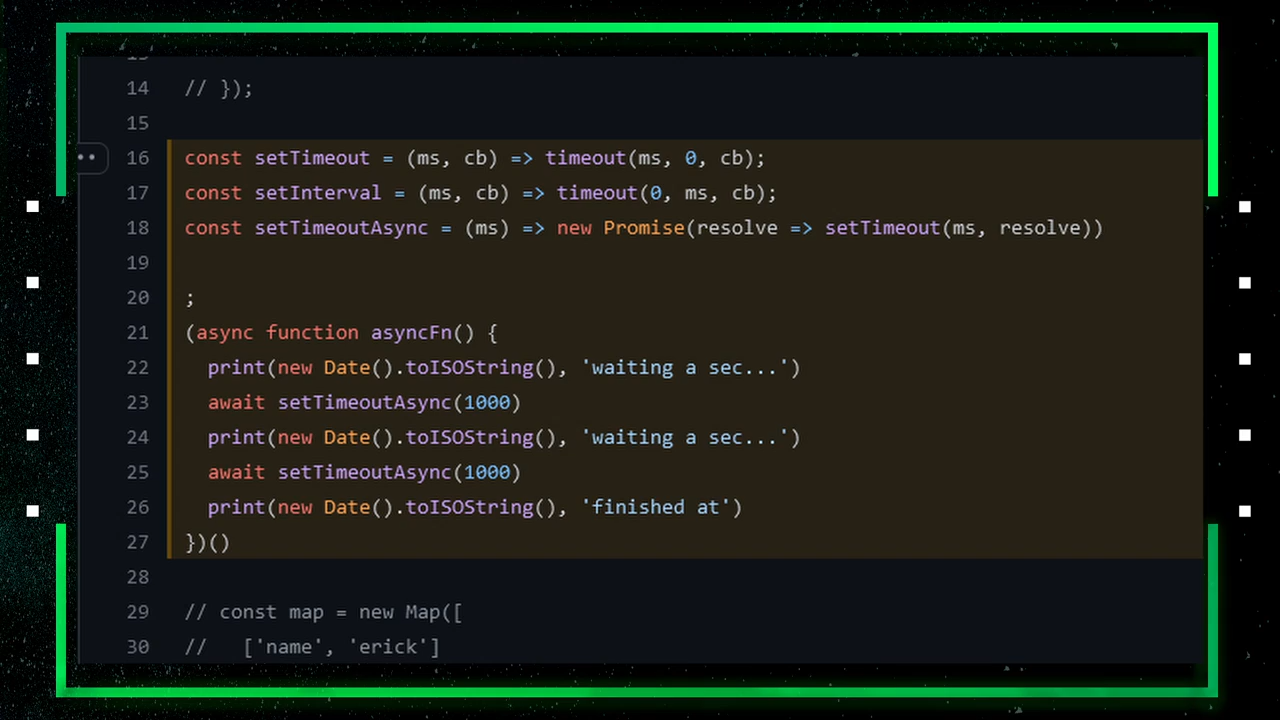 14 // });
15
16 const setTimeout = (ms, cb) => timeout(ms, 0, cb);
17 const setInterval = (ms, cb) => timeout(0, ms, cb);
18 const setTimeoutAsync = (ms) => new Promise(resolve => setTimeout(ms, resolve))
19
20 ;
21 (async function asyncFn() {
22   print(new Date().toISOString(), 'waiting a sec...')
23   await setTimeoutAsync(1000)
24   print(new Date().toISOString(), 'waiting a sec...')
25   await setTimeoutAsync(1000)
26   print(new Date().toISOString(), 'finished at')
27 })()
28
29 // const map = new Map([
30 //   ['name', 'erick']